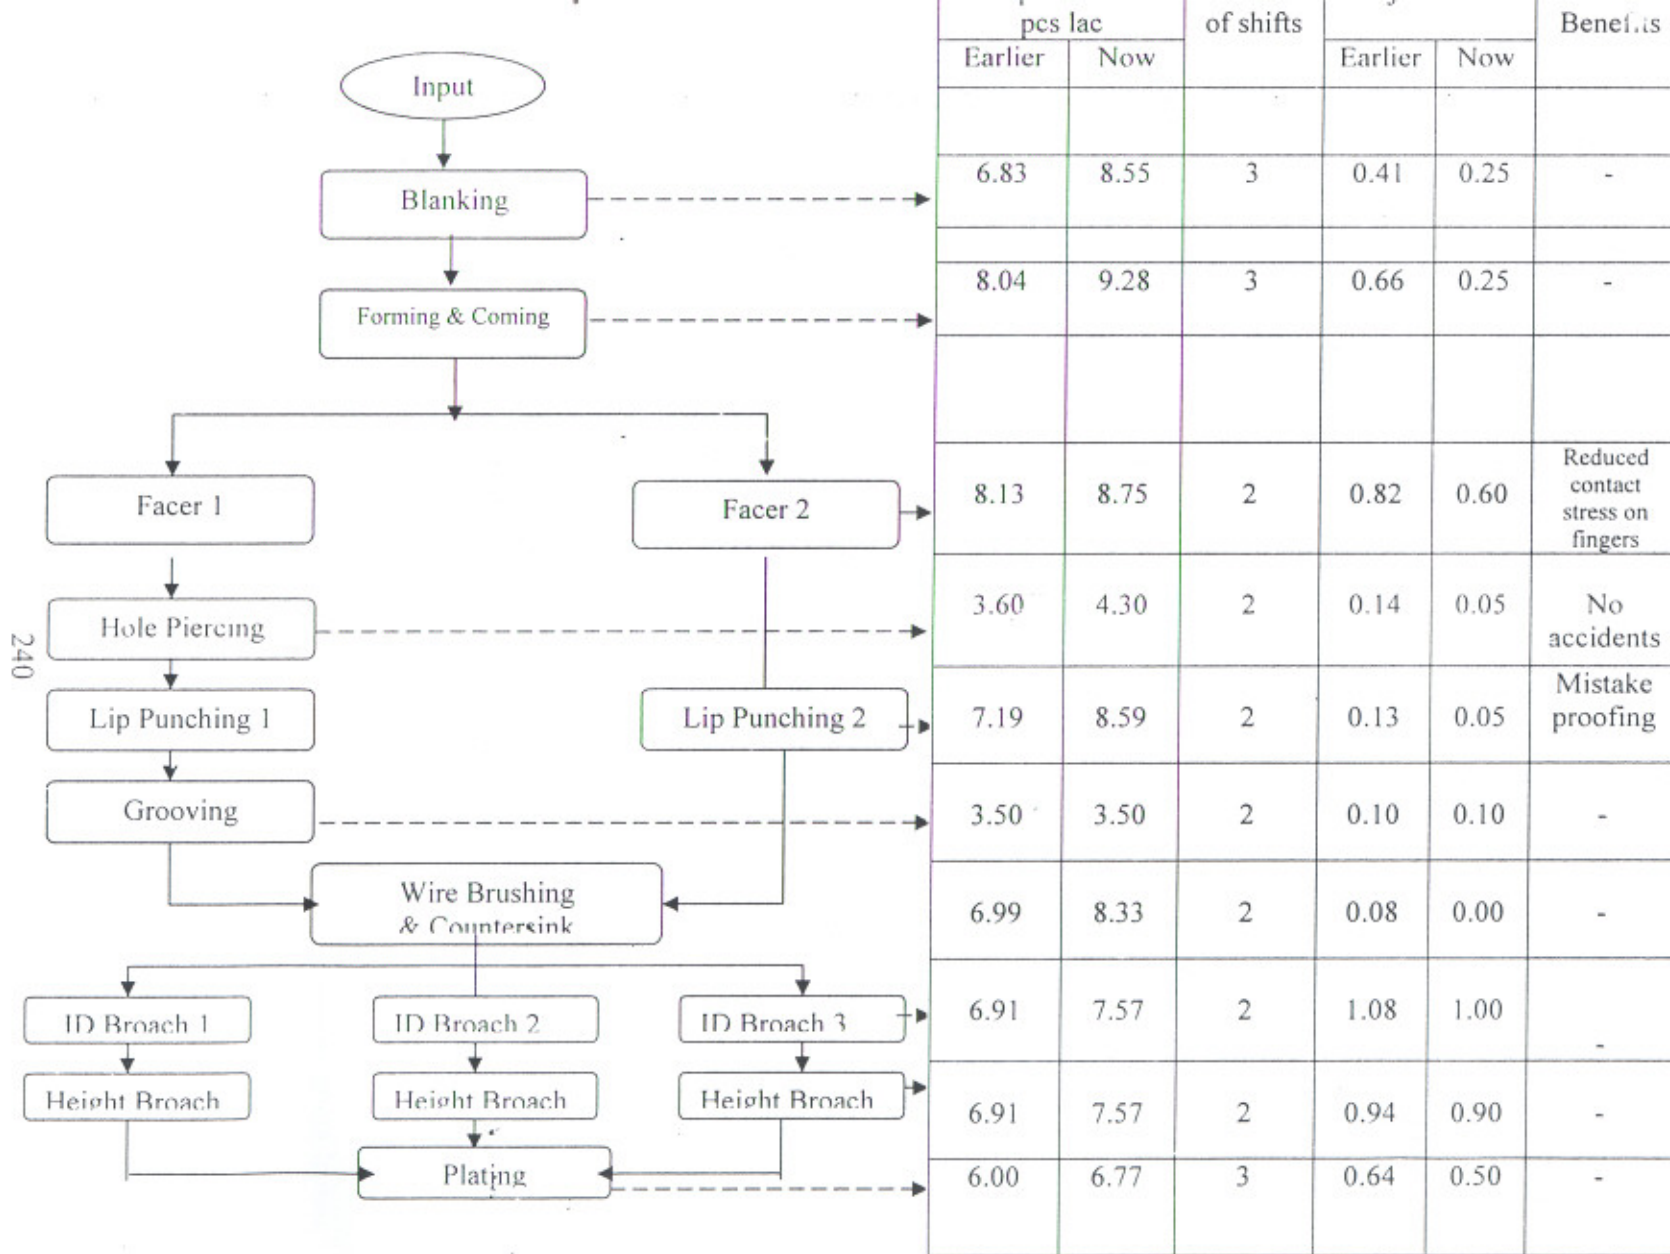 pcs lac
of shifts
Benefits
Earlier
Now
Earlier
Now
Input
Blanking
6.83 8.55 3 0.41 0.25 -
Forming & Coming
8.04 9.28 3 0.66 0.25 -
Facer 1
Facer 2
8.13 8.75 2 0.82 0.60
Reduced
contact
stress on
fingers
Hole Piercing
3.60 4.30 2 0.14 0.05
No
accidents
Lip Punching 1
Lip Punching 2
7.19 8.59 2 0.13 0.05
Mistake
proofing
Grooving
3.50 3.50 2 0.10 0.10 -
Wire Brushing
& Countersink
6.99 8.33 2 0.08 0.00 -
ID Broach 1
ID Broach 2
ID Broach 3
6.91 7.57 2 1.08 1.00 -
Height Broach
Height Broach
Height Broach
6.91 7.57 2 0.94 0.90 -
Plating
6.00 6.77 3 0.64 0.50 -
240